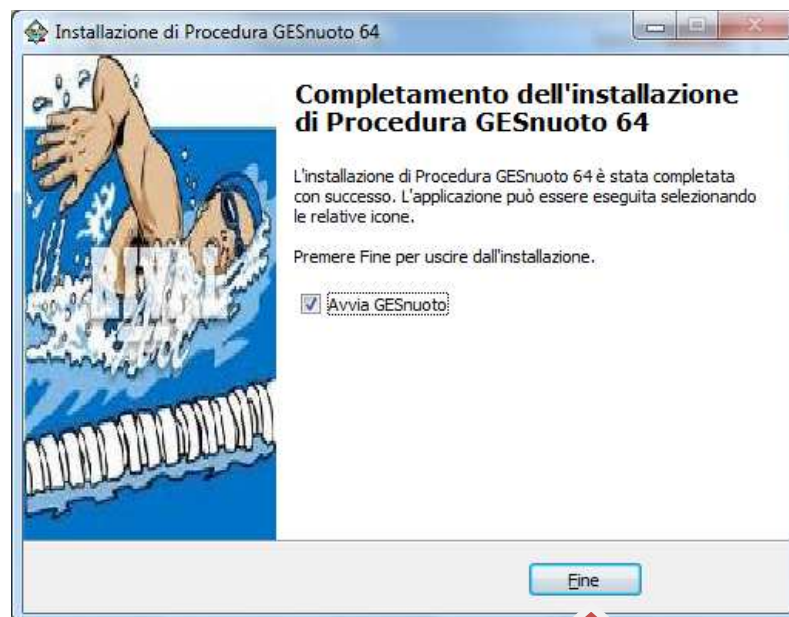 Installazione di Procedura GESnuoto 64
Completamento dell'installazione
di Procedura GESnuoto 64
L'installazione di Procedura GESnuoto 64 è stata completata
con successo. L'applicazione può essere eseguita selezionando
le relative icone.
Premere Fine per uscire dall'installazione.
Avvia GESnuoto
Fine